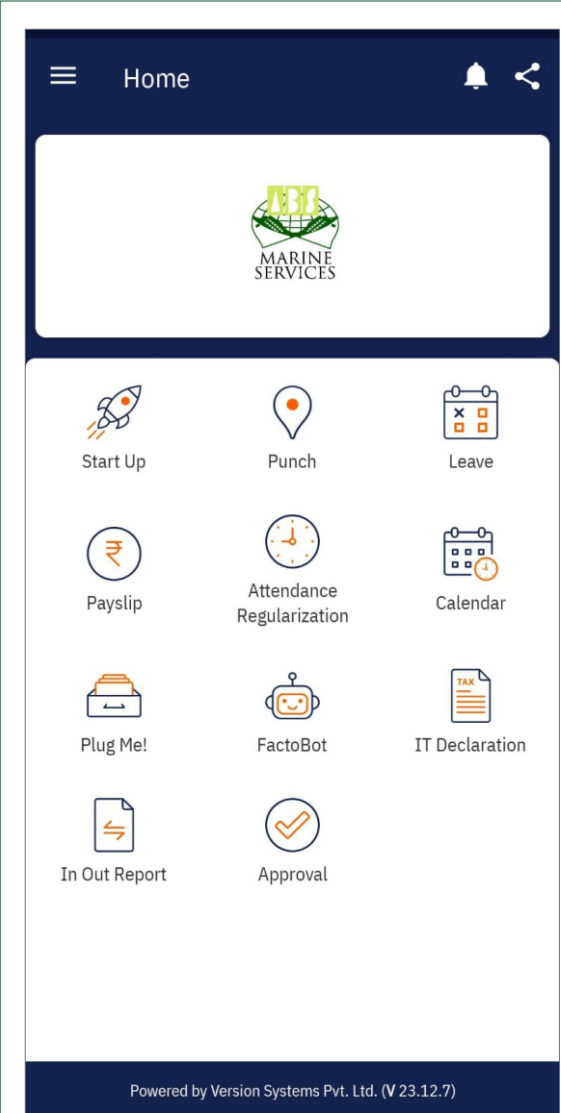 Home
ABS
MARINE
SERVICES
Start Up
Punch
Leave
Payslip
Attendance
Regularization
Calendar
Plug Me!
FactoBot
TAX
IT Declaration
In Out Report
Approval
Powered by Version Systems Pvt. Ltd. (V 23.12.7)